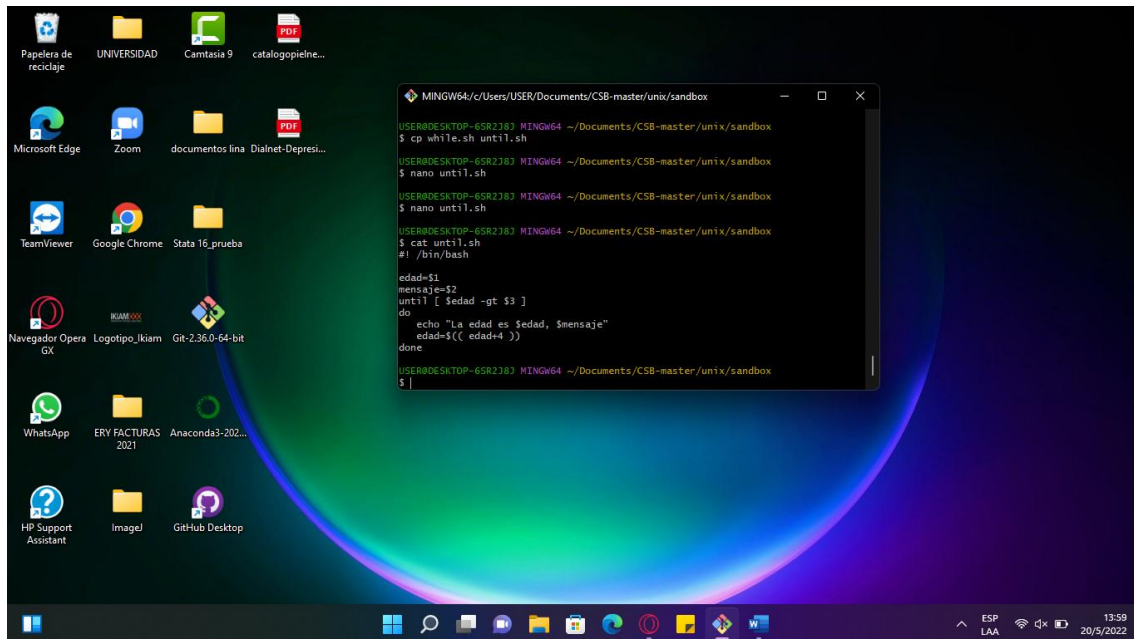 Papelera de
reciclaje
UNIVERSIDAD
Camtasia 9
PDF
catalogopielne...
Microsoft Edge
Zoom
documentos lina
PDF
Dialnet-Depresi...
TeamViewer
Google Chrome
Stata 16_prueba
Navegador Opera
GX
IKIAM
Logotipo_Ikiam
Git-2.36.0-64-bit
WhatsApp
ERY FACTURAS
2021
Anaconda3-202...
HP Support
Assistant
ImageJ
GitHub Desktop
MINGW64:/c/Users/USER/Documents/CSB-master/unix/sandbox
USER@DESKTOP-6SR2J8J MINGW64 ~/Documents/CSB-master/unix/sandbox
$ cp while.sh until.sh
USER@DESKTOP-6SR2J8J MINGW64 ~/Documents/CSB-master/unix/sandbox
$ nano until.sh
USER@DESKTOP-6SR2J8J MINGW64 ~/Documents/CSB-master/unix/sandbox
$ nano until.sh
USER@DESKTOP-6SR2J8J MINGW64 ~/Documents/CSB-master/unix/sandbox
$ cat until.sh
#! /bin/bash
edad=$1
mensaje=$2
until [ $edad -gt $3 ]
do
   echo "La edad es $edad, $mensaje"
   edad=$(( edad+4 ))
done
USER@DESKTOP-6SR2J8J MINGW64 ~/Documents/CSB-master/unix/sandbox
$
ESP
LAA
13:59
20/5/2022